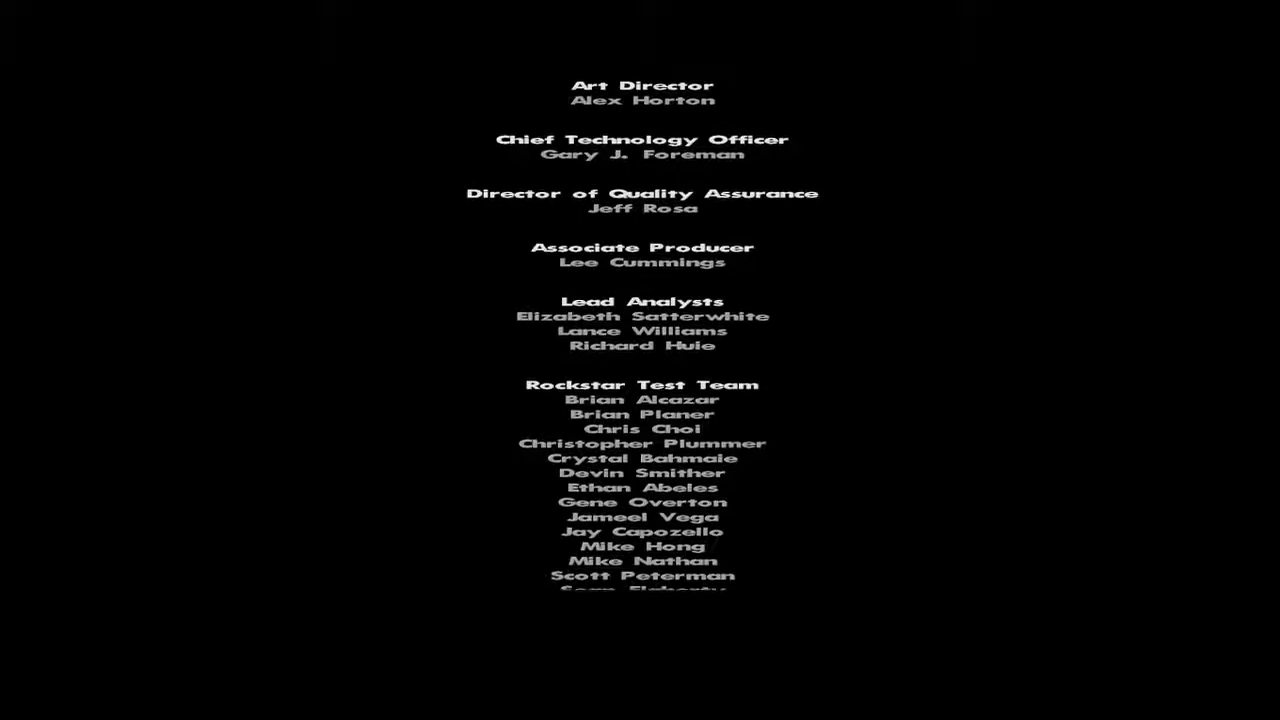 Art Director
Alex Horton
Chief Technology Officer
Gary J. Foreman
Director of Quality Assurance
Jeff Rosa
Associate Producer
Lee Cummings
Lead Analysts
Elizabeth Satterwhite
Lance Williams
Richard Huie
Rockstar Test Team
Brian Alcazar
Brian Planer
Chris Choi
Christopher Plummer
Crystal Bahmaie
Devin Smither
Ethan Abeles
Gene Overton
Jameel Vega
Jay Capozello
Mike Hong
Mike Nathan
Scott Peterman